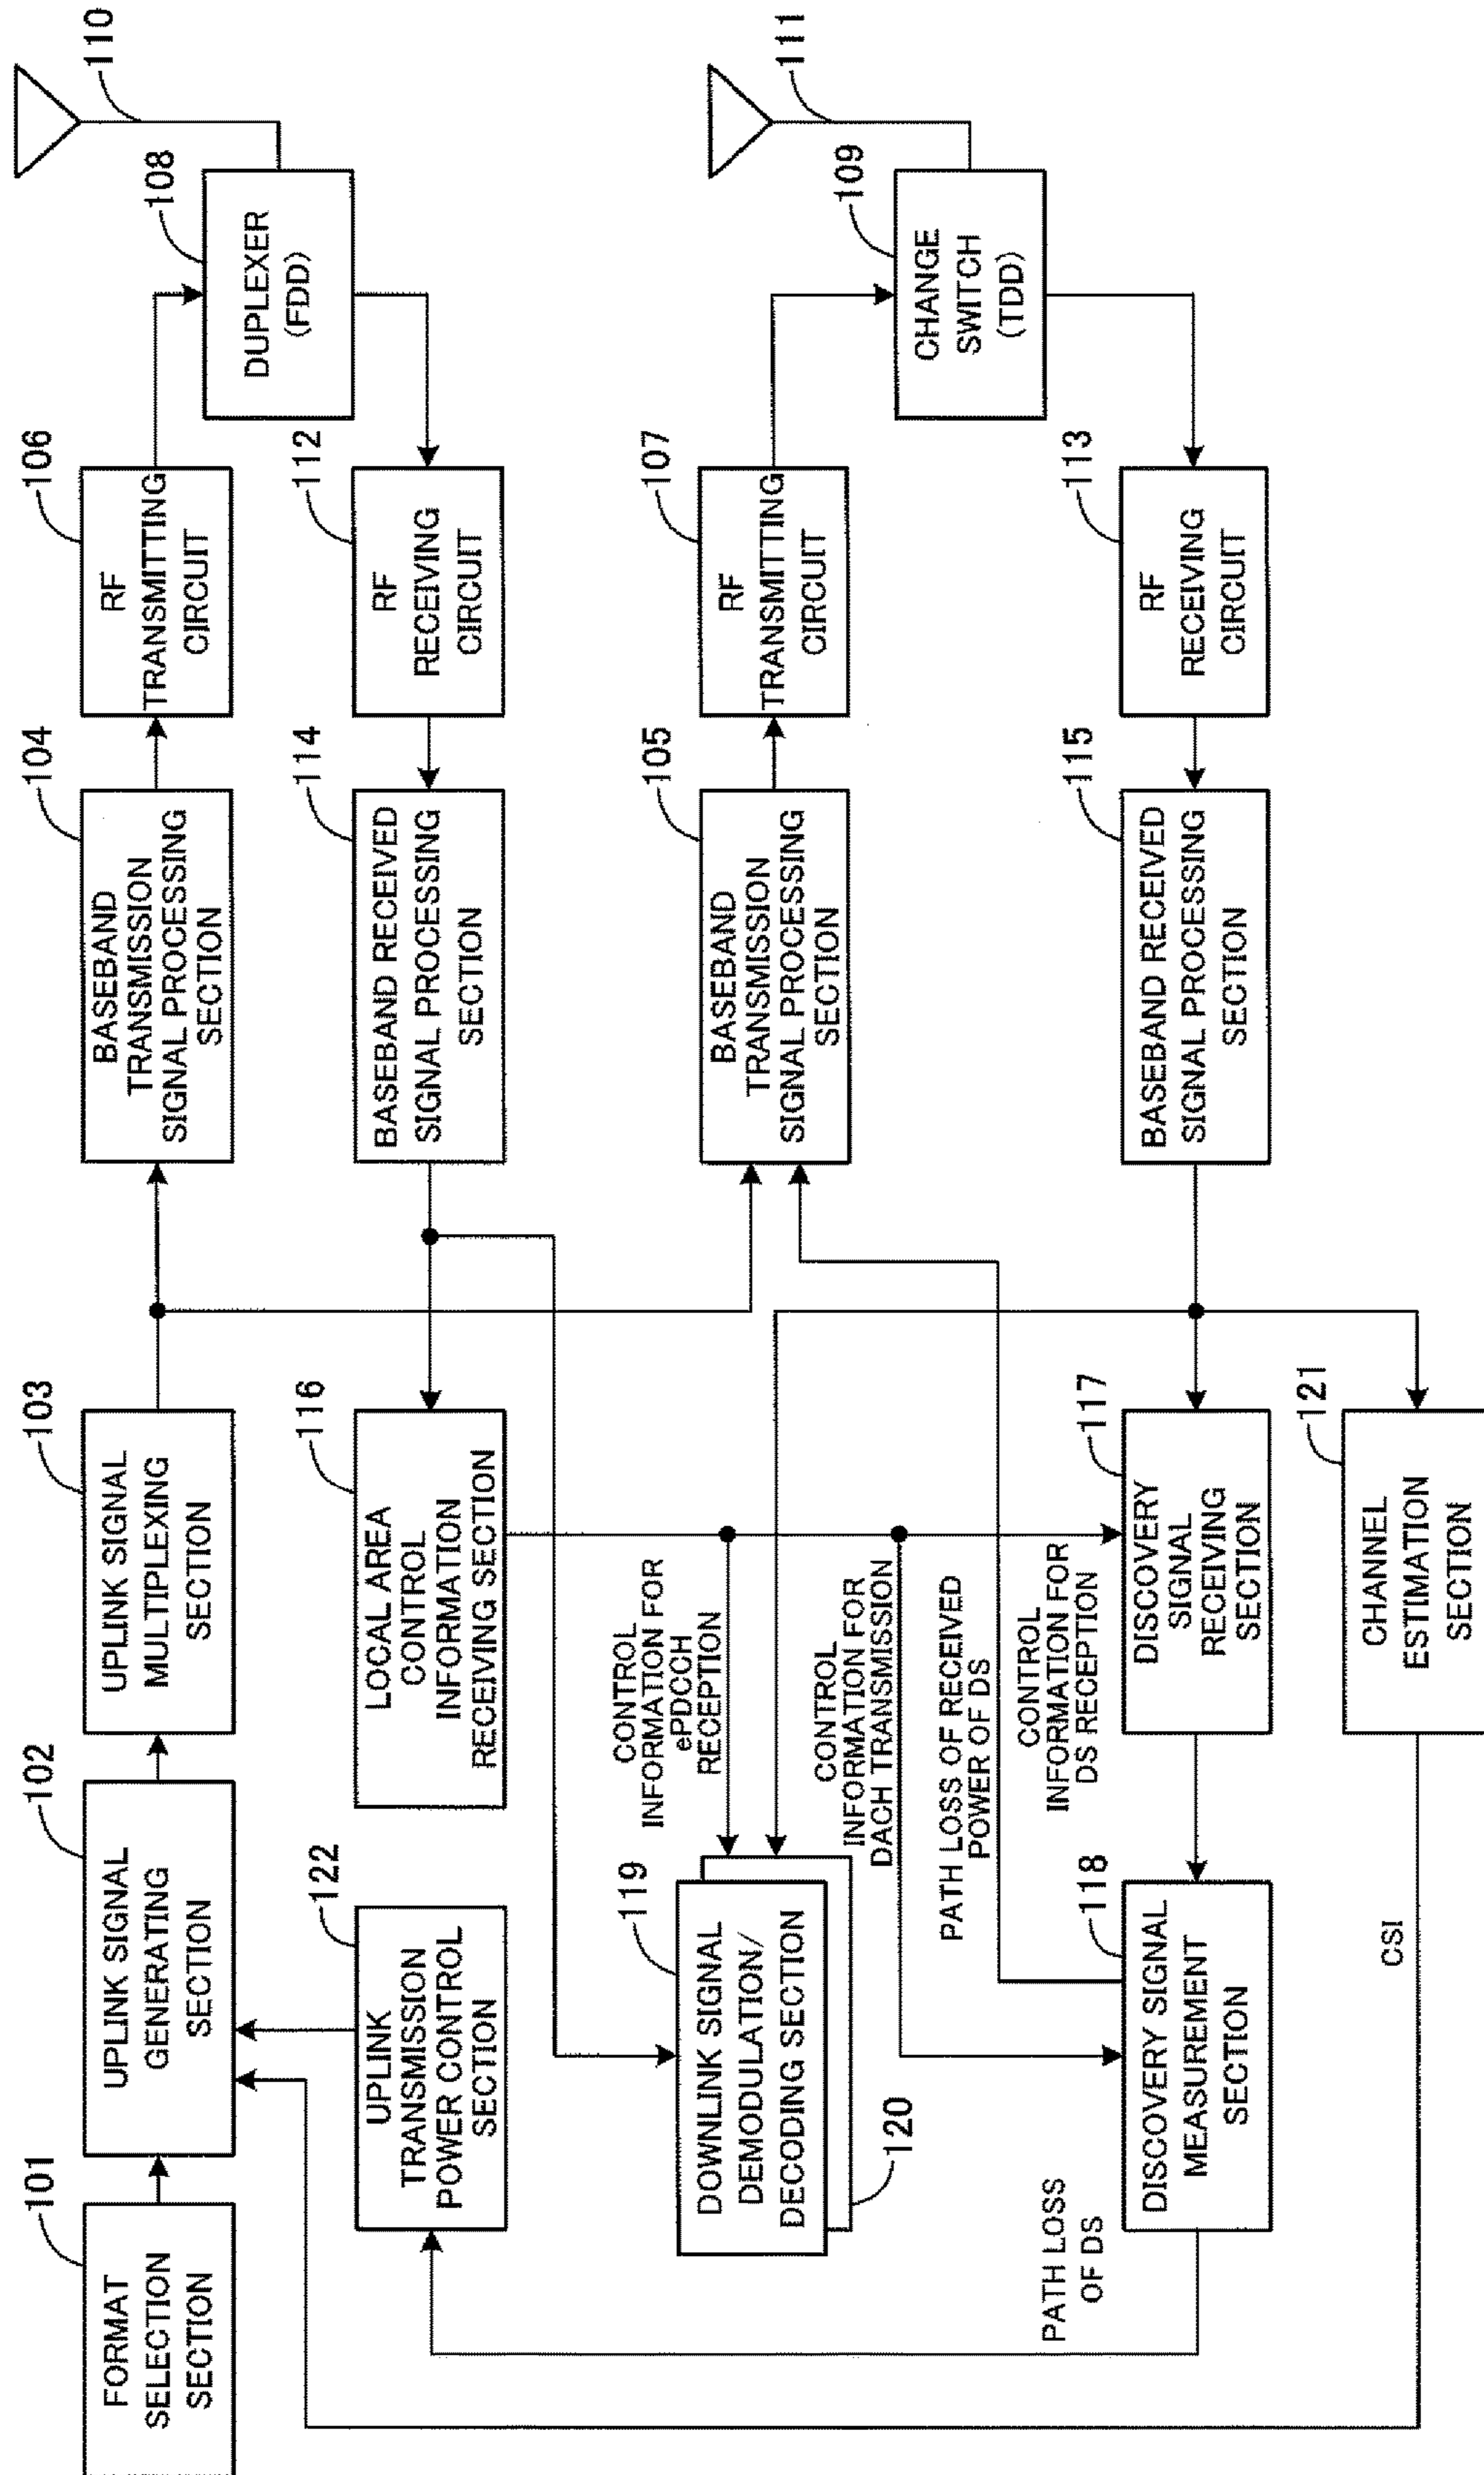 101
FORMAT
SELECTION
SECTION
102
UPLINK SIGNAL
GENERATING
SECTION
103
UPLINK SIGNAL
MULTIPLEXING
SECTION
104
BASEBAND
TRANSMISSION
SIGNAL PROCESSING
SECTION
106
RF
TRANSMITTING
CIRCUIT
108
DUPLEXER
(FDD)
110
122
UPLINK
TRANSMISSION
POWER CONTROL
SECTION
116
LOCAL AREA
CONTROL
INFORMATION
RECEIVING SECTION
114
BASEBAND RECEIVED
SIGNAL PROCESSING
SECTION
112
RF
RECEIVING
CIRCUIT
119
DOWNLINK SIGNAL
DEMODULATION/
DECODING SECTION
120
CONTROL
INFORMATION FOR
ePDCCH
RECEPTION
CONTROL
INFORMATION FOR
DACH TRANSMISSION
PATH LOSS OF RECEIVED
POWER OF DS
CONTROL
INFORMATION FOR
DS RECEPTION
105
BASEBAND
TRANSMISSION
SIGNAL PROCESSING
SECTION
107
RF
TRANSMITTING
CIRCUIT
109
CHANGE
SWITCH
(TDD)
111
PATH LOSS
OF DS
118
DISCOVERY SIGNAL
MEASUREMENT
SECTION
117
DISCOVERY
SIGNAL
RECEIVING
SECTION
115
BASEBAND RECEIVED
SIGNAL PROCESSING
SECTION
113
RF
RECEIVING
CIRCUIT
CSI
121
CHANNEL
ESTIMATION
SECTION